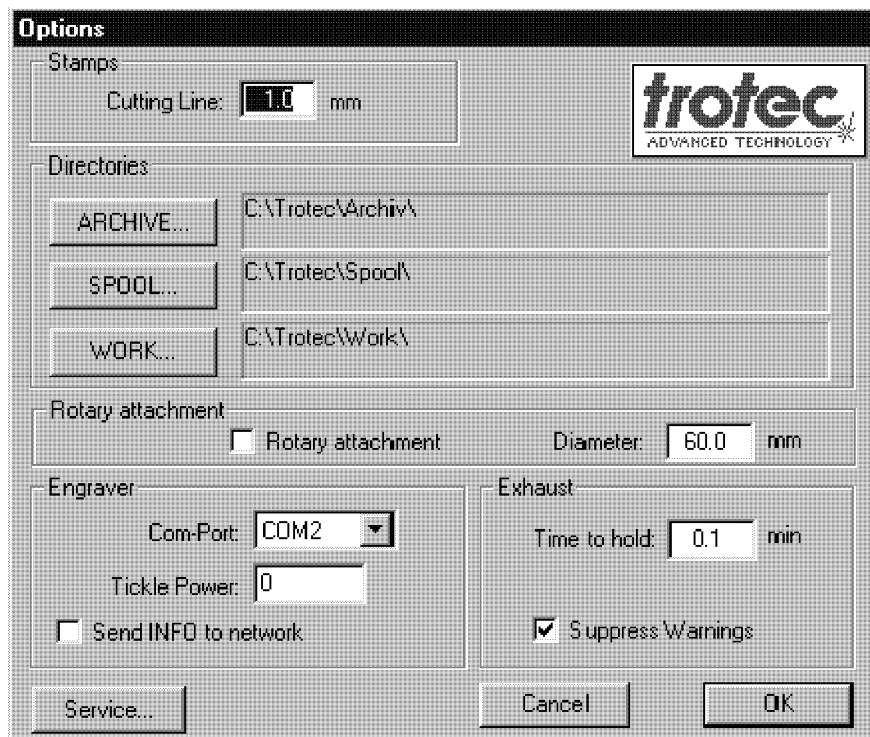 Options
Stamps
Cutting Line: 1.0 mm
trotec
ADVANCED TECHNOLOGY
Directories
ARCHIVE... C:\Trotec\Archiv\
SPOOL... C:\Trotec\Spool\
WORK... C:\Trotec\Work\
Rotary attachment
Rotary attachment Diameter: 60.0 mm
Engraver
Com-Port: COM2
Tickle Power: 0
Send INFO to network
Exhaust
Time to hold: 0.1 min
Suppress Warnings
Service... Cancel OK